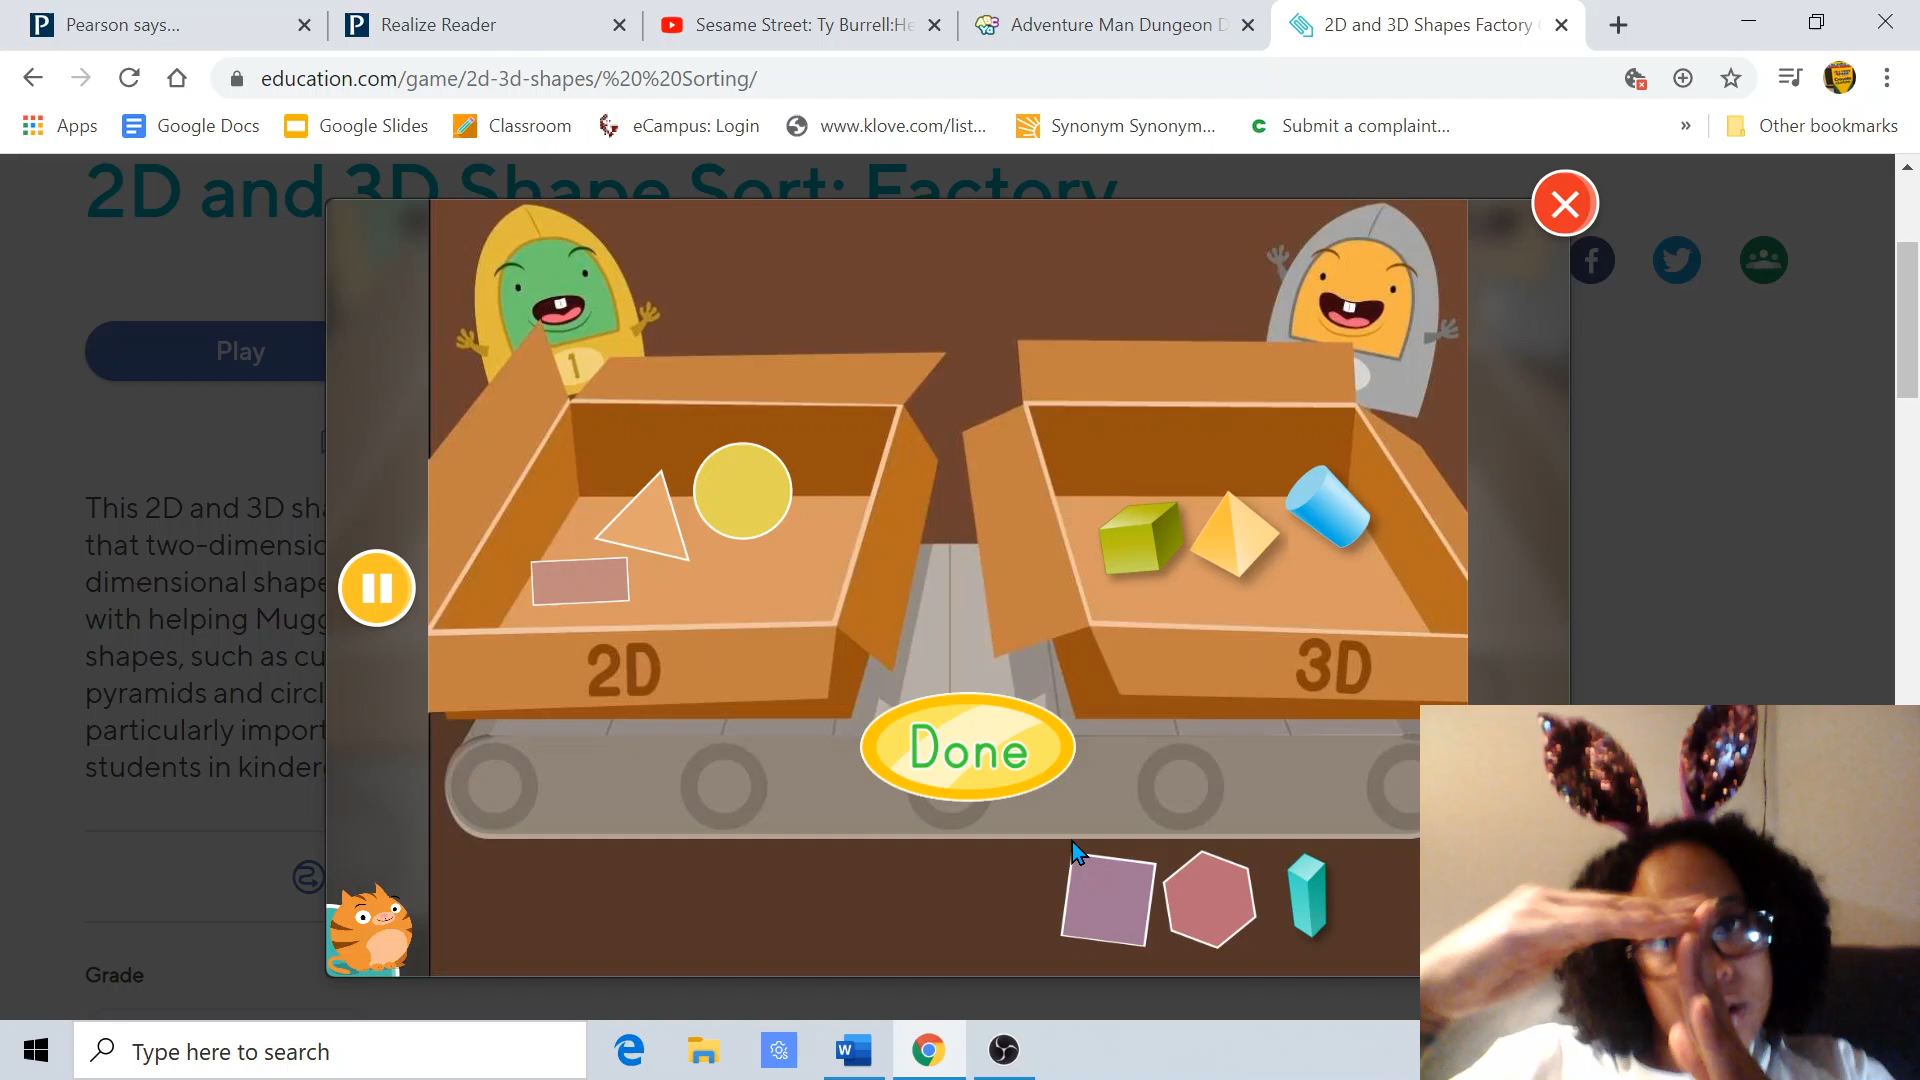 Pearson says...
Realize Reader
Sesame Street: Ty Burrell:He
Adventure Man Dungeon D
2D and 3D Shapes Factory
education.com/game/2d-3d-shapes/%20%20Sorting/
Apps
Google Docs
Google Slides
Classroom
eCampus: Login
www.klove.com/list...
Synonym Synonym...
Submit a complaint...
»
Other bookmarks
2D and 3D Shape Sort: Factory
Play
1
This 2D and 3D sha
that two-dimensio
dimensional shape
with helping Mugg
shapes, such as cu
pyramids and circl
particularly import
students in kinder
2D
3D
Done
Grade
Type here to search